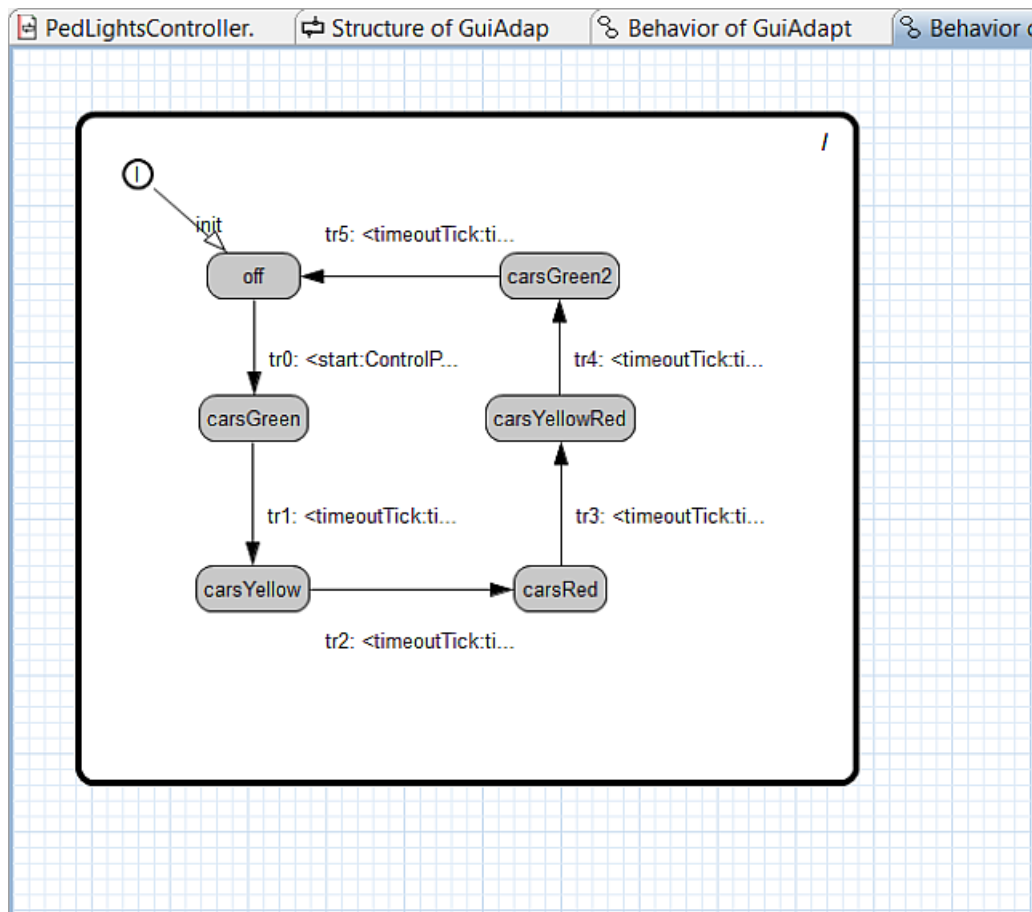 PedLightsController.
Structure of GuiAdap
Behavior of GuiAdapt
Behavior
/
I
init
tr5: <timeoutTick:ti...
off
carsGreen2
tr0: <start:ControlP...
tr4: <timeoutTick:ti...
carsGreen
carsYellowRed
tr1: <timeoutTick:ti...
tr3: <timeoutTick:ti...
carsYellow
carsRed
tr2: <timeoutTick:ti...